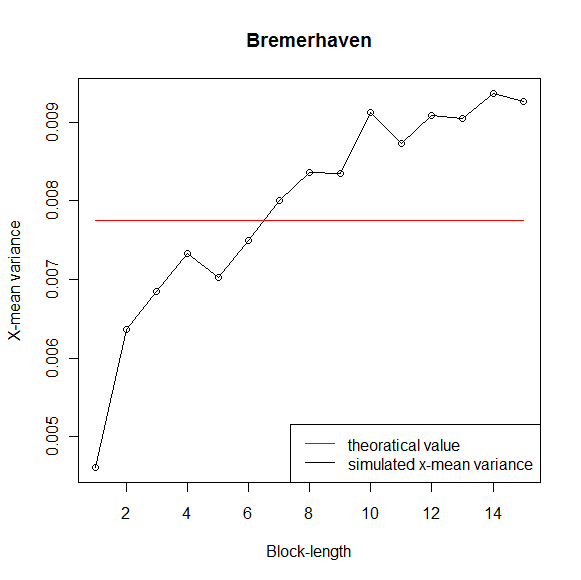 Bremerhaven
X-mean variance
0.009
0.008
0.007
0.006
0.005
theoratical value
simulated x-mean variance
2 4 6 8 10 12 14
Block-length